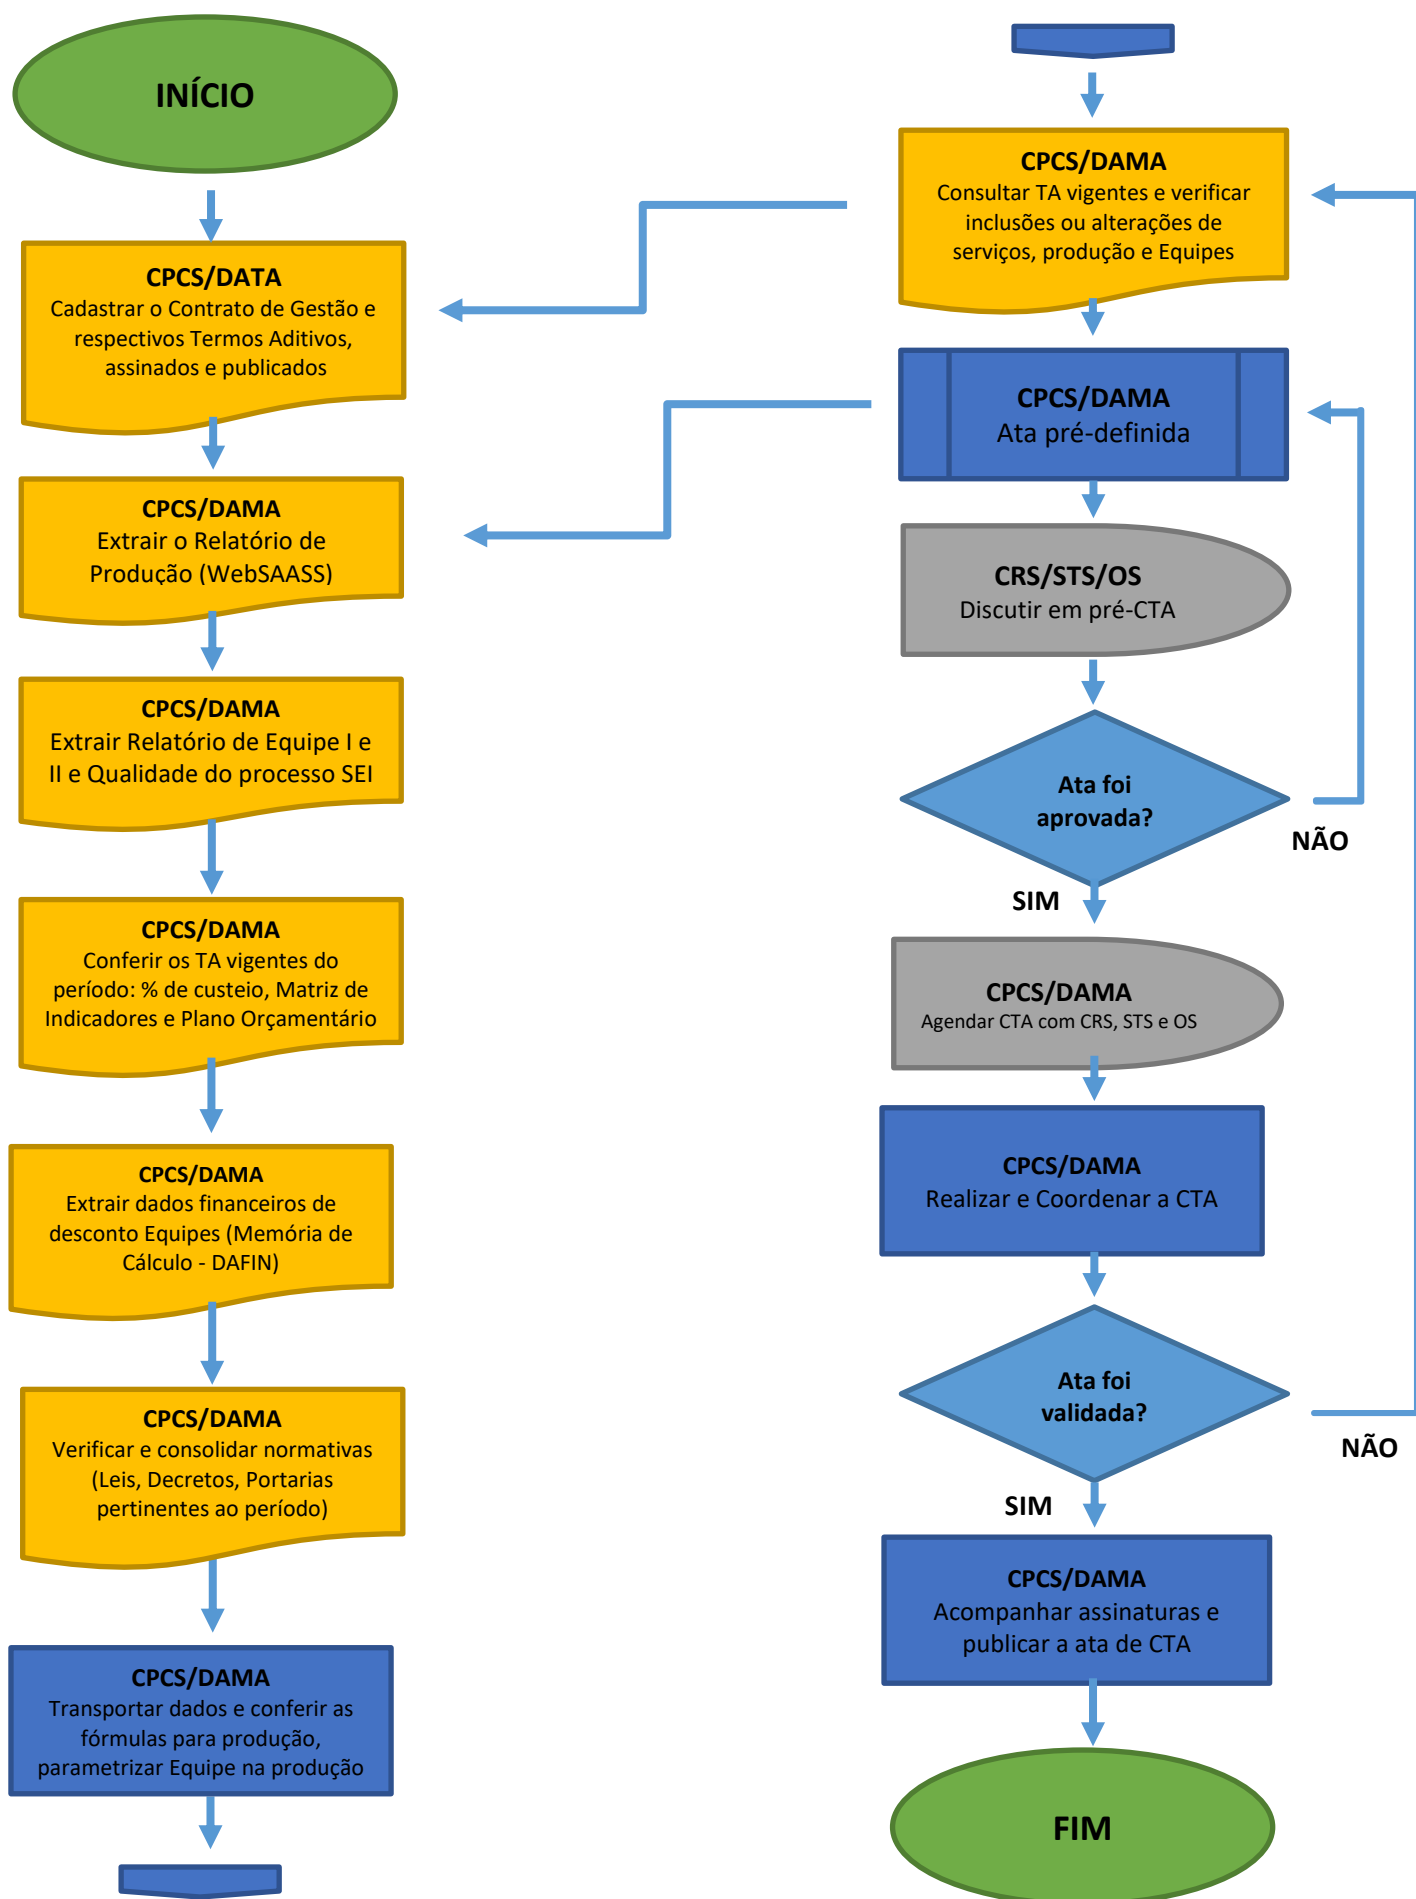 INÍCIO
CPCS/DATA
Cadastrar o Contrato de Gestão e
respectivos Termos Aditivos,
assinados e publicados
CPCS/DAMA
Extrair o Relatório de
Produção (WebSAASS)
CPCS/DAMA
Extrair Relatório de Equipe I e
II e Qualidade do processo SEI
CPCS/DAMA
Conferir os TA vigentes do
período: % de custeio, Matriz de
Indicadores e Plano Orçamentário
CPCS/DAMA
Extrair dados financeiros de
desconto Equipes (Memória de
Cálculo - DAFIN)
CPCS/DAMA
Verificar e consolidar normativas
(Leis, Decretos, Portarias
pertinentes ao período)
CPCS/DAMA
Transportar dados e conferir as
fórmulas para produção,
parametrizar Equipe na produção
CPCS/DAMA
Consultar TA vigentes e verificar
inclusões ou alterações de
serviços, produção e Equipes
CPCS/DAMA
Ata pré-definida
CRS/STS/OS
Discutir em pré-CTA
Ata foi
aprovada?
NÃO
SIM
CPCS/DAMA
Agendar CTA com CRS, STS e OS
CPCS/DAMA
Realizar e Coordenar a CTA
Ata foi
validada?
NÃO
SIM
CPCS/DAMA
Acompanhar assinaturas e
publicar a ata de CTA
FIM